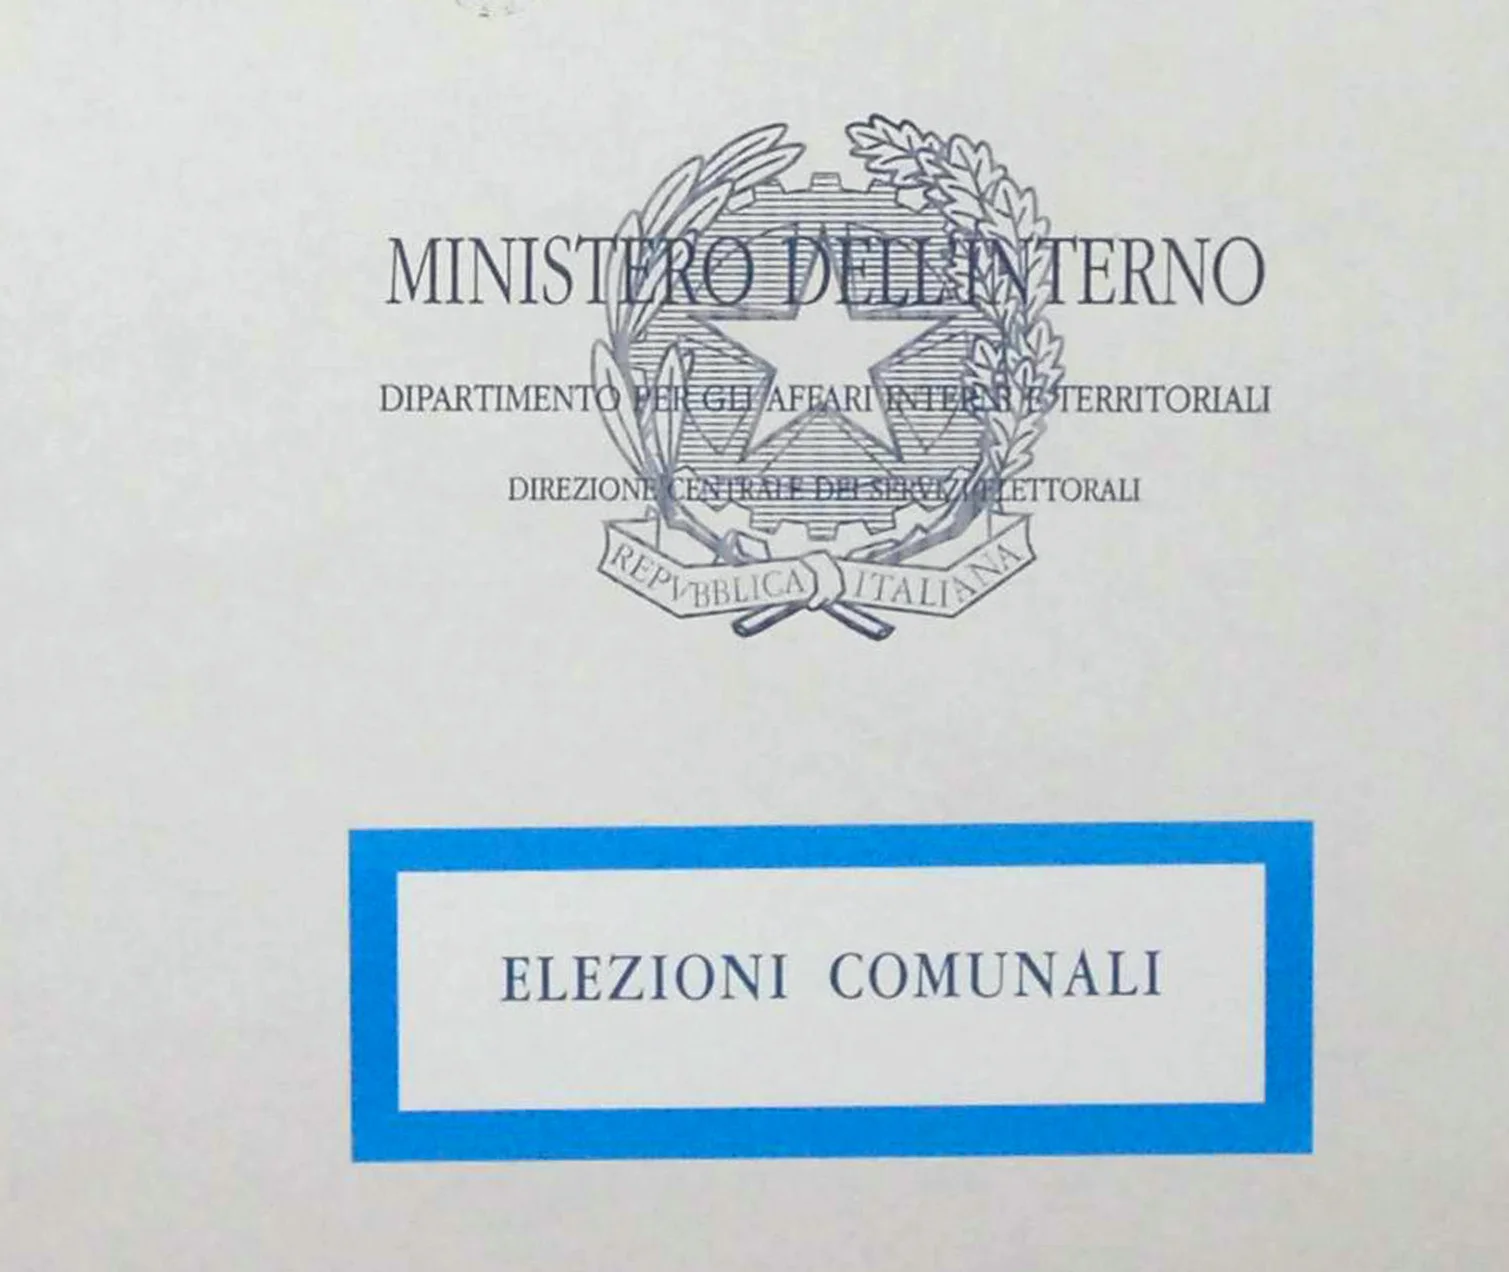 MINISTERO DELL'INTERNO
DIPARTIMENTO PER GLI AFFARI INTERNI E TERRITORIALI
DIREZIONE CENTRALE DEI SERVIZI ELETTORALI
REPVBBLICA ITALIANA
ELEZIONI COMUNALI